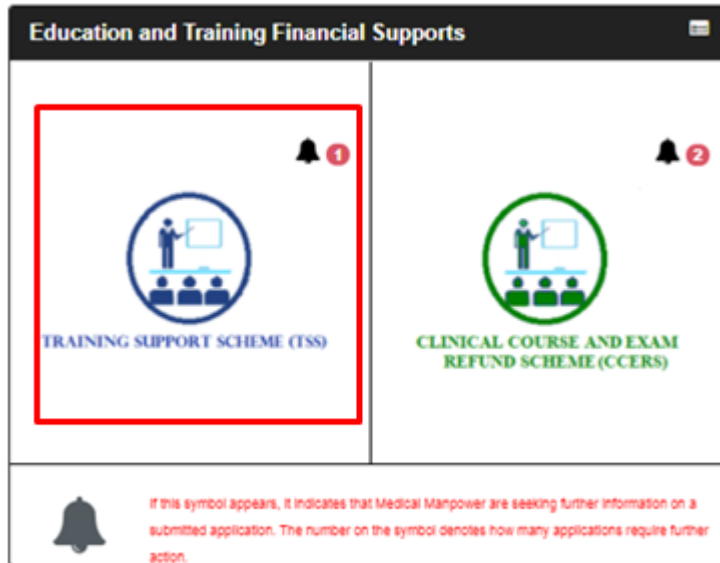 Education and Training Financial Supports
1
2
TRAINING SUPPORT SCHEME (TSS)
CLINICAL COURSE AND EXAM
REFUND SCHEME (CCERS)
If this symbol appears, it indicates that Medical Manpower are seeking further information on a
submitted application. The number on the symbol denotes how many applications require further
action.